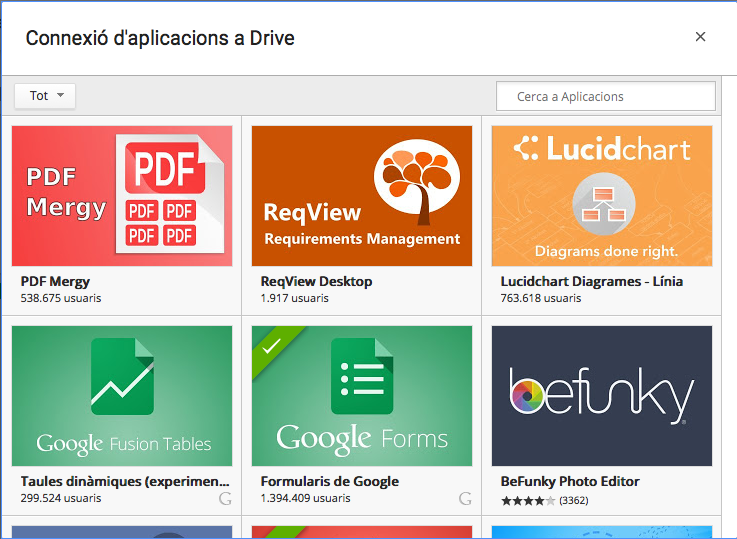 Connexió d'aplicacions a Drive
Tot
Cerca a Aplicacions
PDF
Mergy
PDF
PDF PDF
PDF PDF
PDF Mergy
538.675 usuaris
ReqView
Requirements Management
ReqView Desktop
1.917 usuaris
Lucidchart
Diagrams done right.
Lucidchart Diagrames - Línia
763.618 usuaris
Google Fusion Tables
Taules dinàmiques (experimen...
299.524 usuaris
G
Google Forms
Formularis de Google
1.394.409 usuaris
G
befunky
BeFunky Photo Editor
(3362)